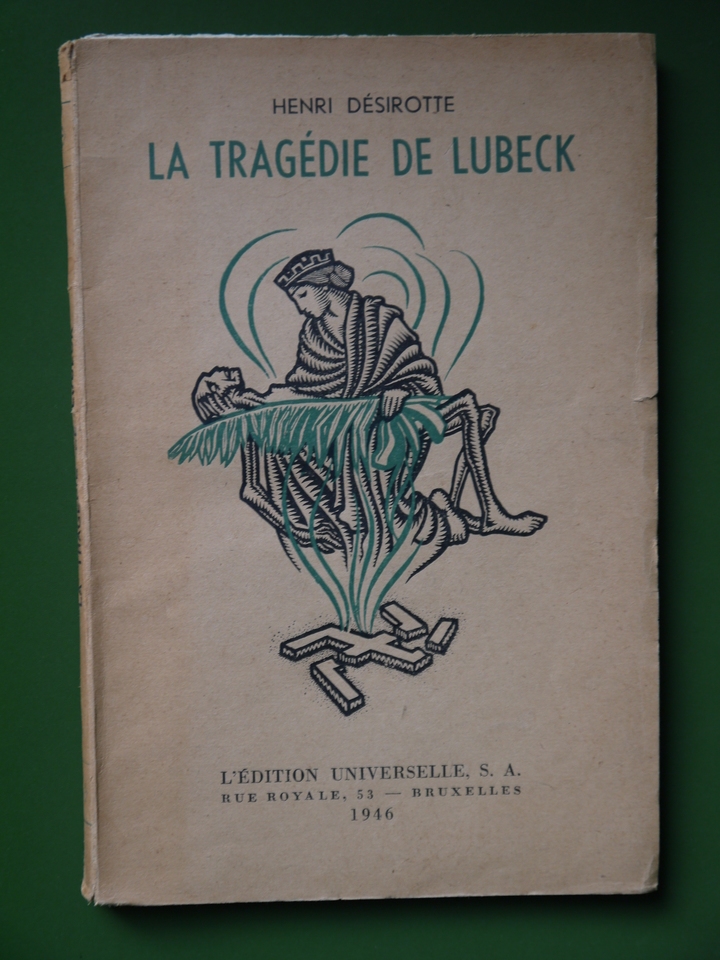 HENRI DÉSIROTTE
LA TRAGÉDIE DE LUBECK
L'ÉDITION UNIVERSELLE, S. A.
RUE ROYALE, 53 — BRUXELLES
1946